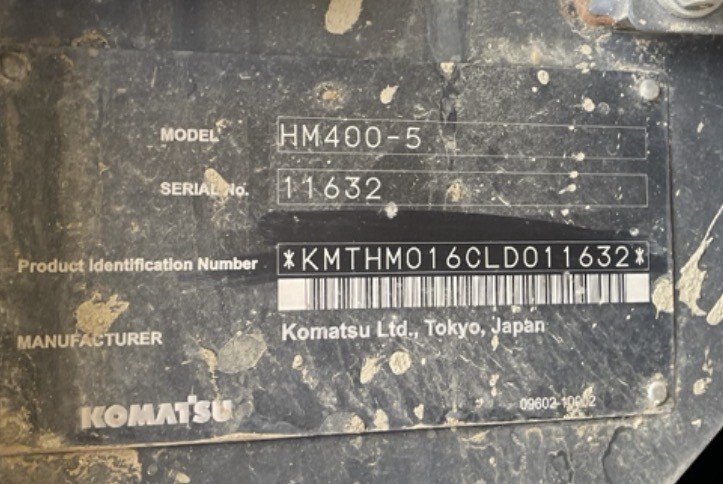 MODEL HM400-5
SERIAL No. 11632
Product Identification Number *KMTHM016CLD011632*
MANUFACTURER Komatsu Ltd., Tokyo, Japan
KOMATSU